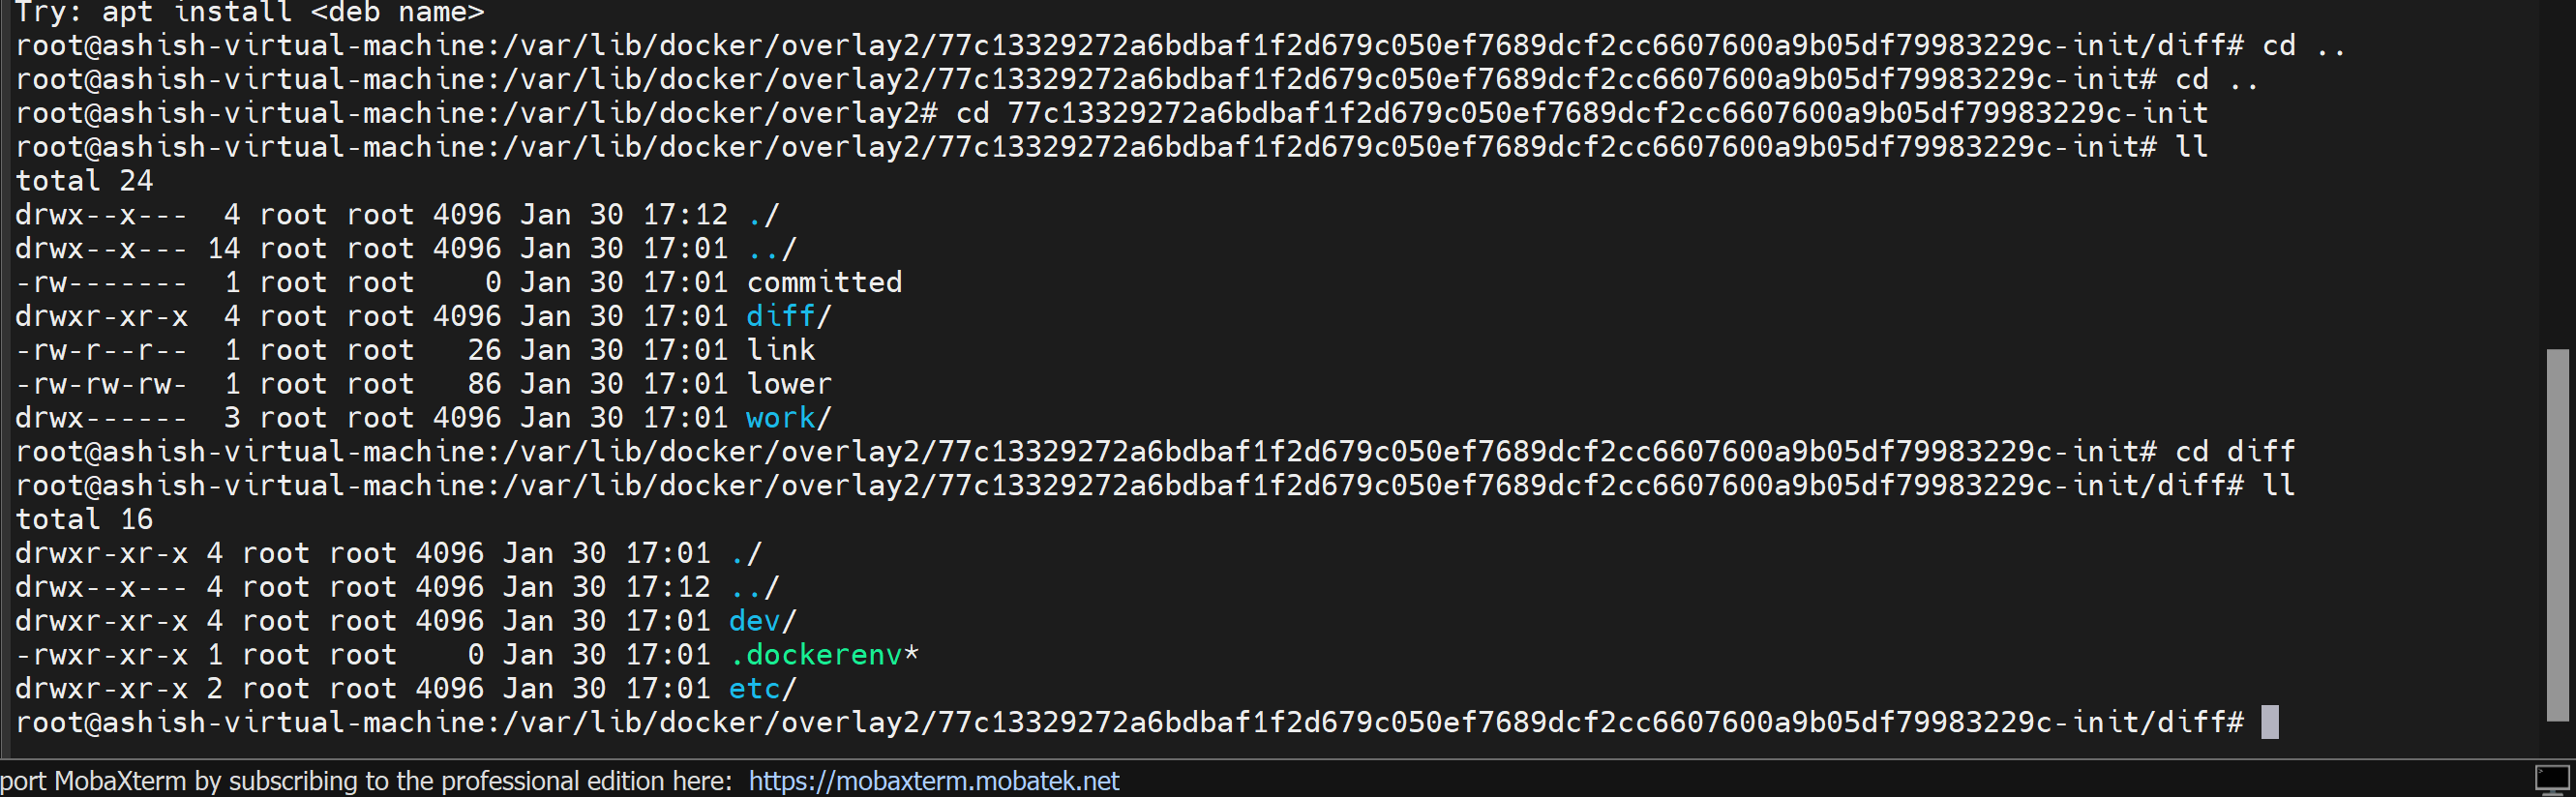 Try: apt install <deb name>
root@ashish-virtual-machine:/var/lib/docker/overlay2/77c13329272a6bdbaf1f2d679c050ef7689dcf2cc6607600a9b05df79983229c-init/diff# cd ..
root@ashish-virtual-machine:/var/lib/docker/overlay2/77c13329272a6bdbaf1f2d679c050ef7689dcf2cc6607600a9b05df79983229c-init# cd ..
root@ashish-virtual-machine:/var/lib/docker/overlay2# cd 77c13329272a6bdbaf1f2d679c050ef7689dcf2cc6607600a9b05df79983229c-init
root@ashish-virtual-machine:/var/lib/docker/overlay2/77c13329272a6bdbaf1f2d679c050ef7689dcf2cc6607600a9b05df79983229c-init# ll
total 24
drwx--x---  4 root root 4096 Jan 30 17:12 ./
drwx--x--- 14 root root 4096 Jan 30 17:01 ../
-rw-------  1 root root    0 Jan 30 17:01 committed
drwxr-xr-x  4 root root 4096 Jan 30 17:01 diff/
-rw-r--r--  1 root root   26 Jan 30 17:01 link
-rw-rw-rw-  1 root root   86 Jan 30 17:01 lower
drwx------  3 root root 4096 Jan 30 17:01 work/
root@ashish-virtual-machine:/var/lib/docker/overlay2/77c13329272a6bdbaf1f2d679c050ef7689dcf2cc6607600a9b05df79983229c-init# cd diff
root@ashish-virtual-machine:/var/lib/docker/overlay2/77c13329272a6bdbaf1f2d679c050ef7689dcf2cc6607600a9b05df79983229c-init/diff# ll
total 16
drwxr-xr-x 4 root root 4096 Jan 30 17:01 ./
drwx--x--- 4 root root 4096 Jan 30 17:12 ../
drwxr-xr-x 4 root root 4096 Jan 30 17:01 dev/
-rwxr-xr-x 1 root root    0 Jan 30 17:01 .dockerenv*
drwxr-xr-x 2 root root 4096 Jan 30 17:01 etc/
root@ashish-virtual-machine:/var/lib/docker/overlay2/77c13329272a6bdbaf1f2d679c050ef7689dcf2cc6607600a9b05df79983229c-init/diff#
port MobaXterm by subscribing to the professional edition here: https://mobaxterm.mobatek.net